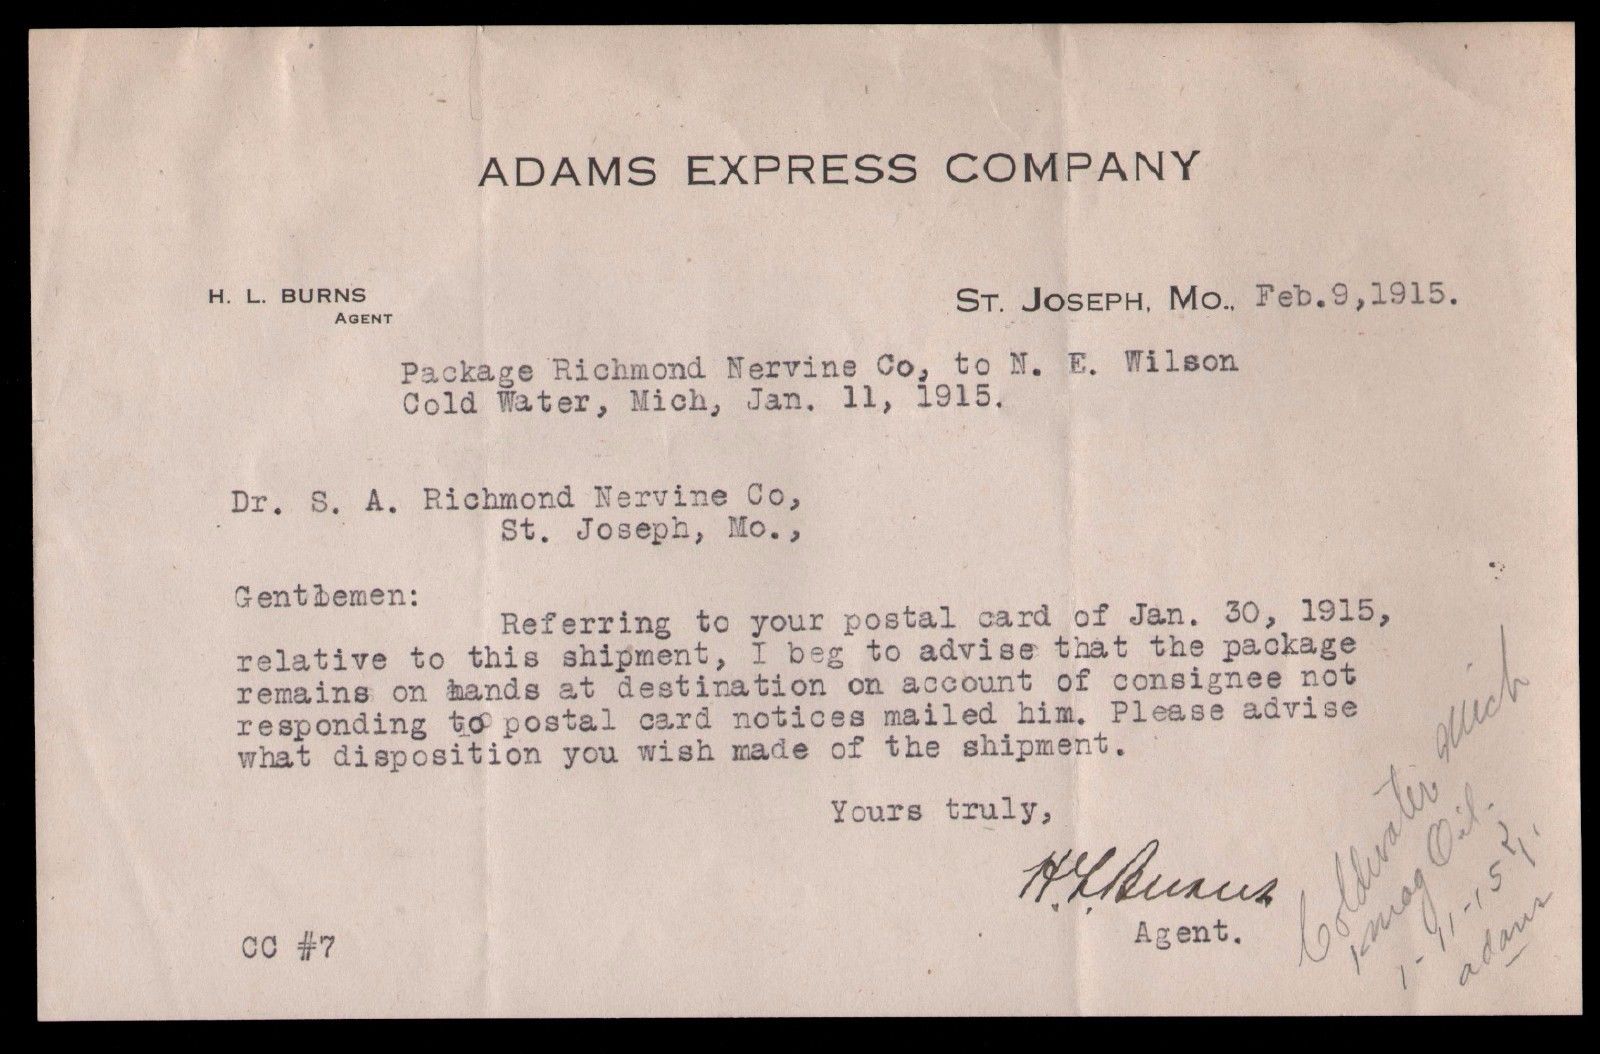 ADAMS EXPRESS COMPANY
H. L. BURNS
AGENT
ST. JOSEPH, MO., Feb.9,1915.
Package Richmond Nervine Co, to N. E. Wilson
Cold Water, Mich, Jan. 11, 1915.
Dr. S. A. Richmond Nervine Co,
St. Joseph, Mo.,
Gentlemen:
Referring to your postal card of Jan. 30, 1915,
relative to this shipment, I beg to advise that the package
remains on hands at destination on account of consignee not
responding to postal card notices mailed him. Please advise
what disposition you wish made of the shipment.
Yours truly,
H. L. Burns
Agent.
CC #7
Coldwater Mich
Oil.
1-11-15
adams